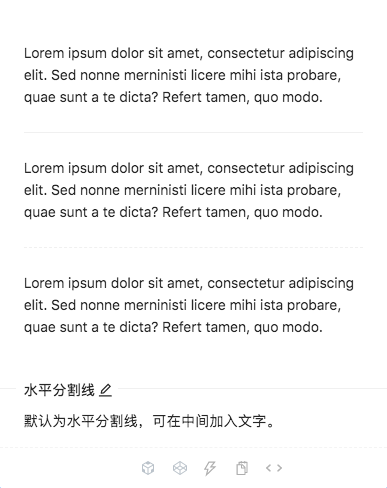 Lorem ipsum dolor sit amet, consectetur adipiscing
elit. Sed nonne merninisti licere mihi ista probare,
quae sunt a te dicta? Refert tamen, quo modo.
Lorem ipsum dolor sit amet, consectetur adipiscing
elit. Sed nonne merninisti licere mihi ista probare,
quae sunt a te dicta? Refert tamen, quo modo.
Lorem ipsum dolor sit amet, consectetur adipiscing
elit. Sed nonne merninisti licere mihi ista probare,
quae sunt a te dicta? Refert tamen, quo modo.
水平分割线
默认为水平分割线，可在中间加入文字。